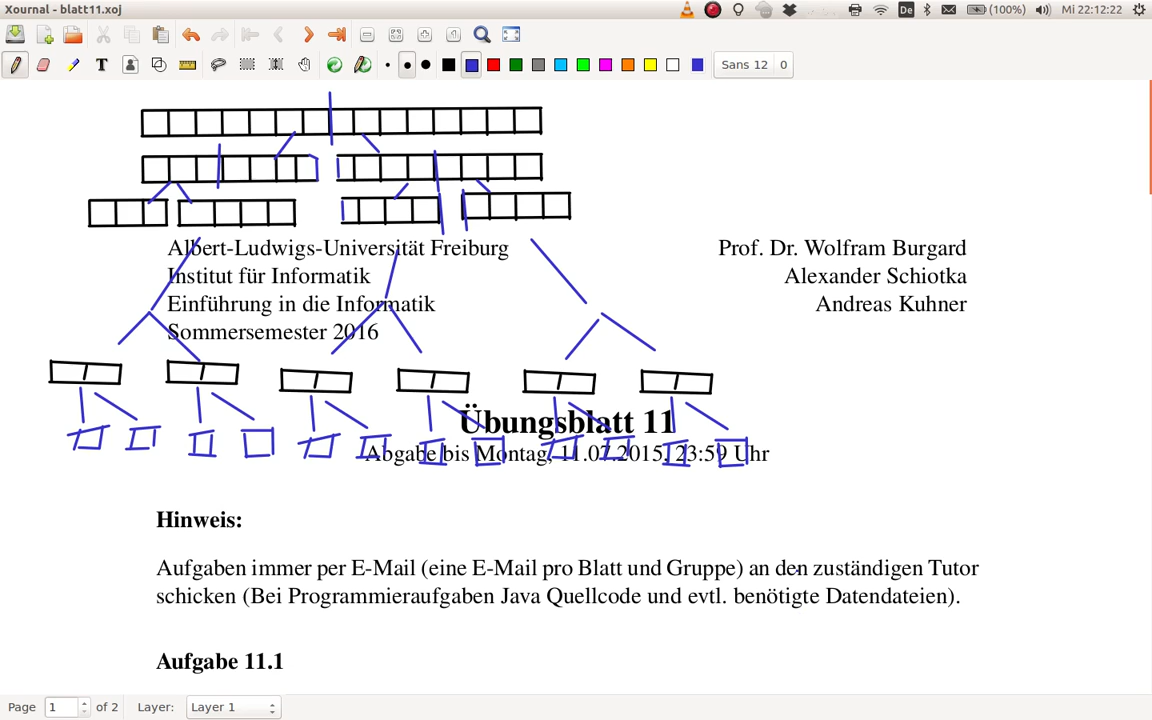 Xournal - blatt11.xoj
De
(100%)
Mi 22:12:22
T
Sans 12
0
Albert-Ludwigs-Universität Freiburg
Institut für Informatik
Einführung in die Informatik
Sommersemester 2016
Prof. Dr. Wolfram Burgard
Alexander Schiotka
Andreas Kuhner
Übungsblatt 11
Abgabe bis Montag, 11.07.2015, 23:59 Uhr
Hinweis:
Aufgaben immer per E-Mail (eine E-Mail pro Blatt und Gruppe) an den zuständigen Tutor
schicken (Bei Programmieraufgaben Java Quellcode und evtl. benötigte Datendateien).
Aufgabe 11.1
Page 1 of 2 Layer: Layer 1